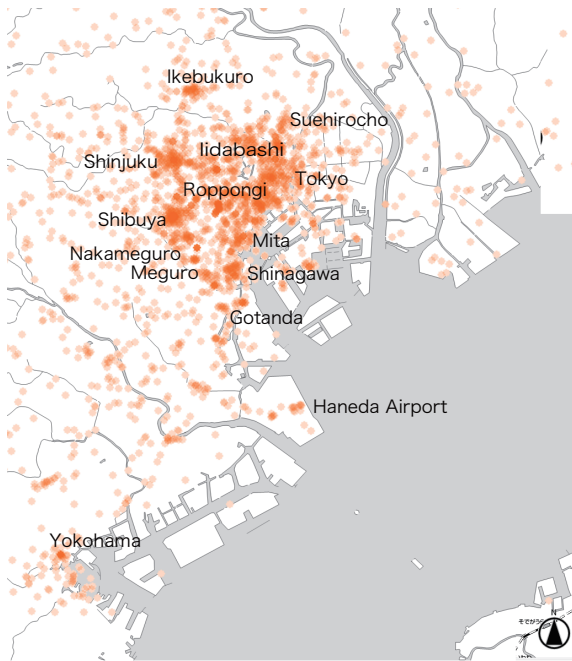 Ikebukuro
Suehirocho
Iidabashi
Shinjuku
Tokyo
Roppongi
Shibuya
Mita
Nakameguro
Meguro
Shinagawa
Gotanda
Haneda Airport
Yokohama
N